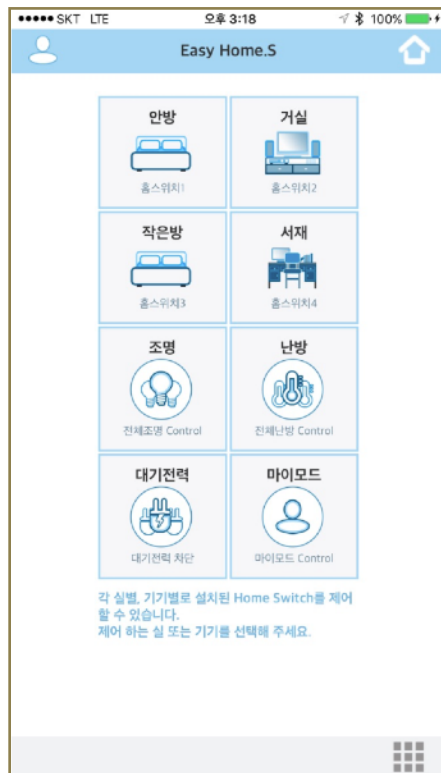 SKT LTE 오후 3:18 100%
Easy Home.S
안방 거실
홈스위치1 홈스위치2
작은방 서재
홈스위치3 홈스위치4
조명 난방
전체조명 Control 전체난방 Control
대기전력 마이모드
대기전력 차단 마이모드 Control
각 실별, 기기별로 설치된 Home Switch를 제어
할 수 있습니다.
제어 하는 실 또는 기기를 선택해 주세요.